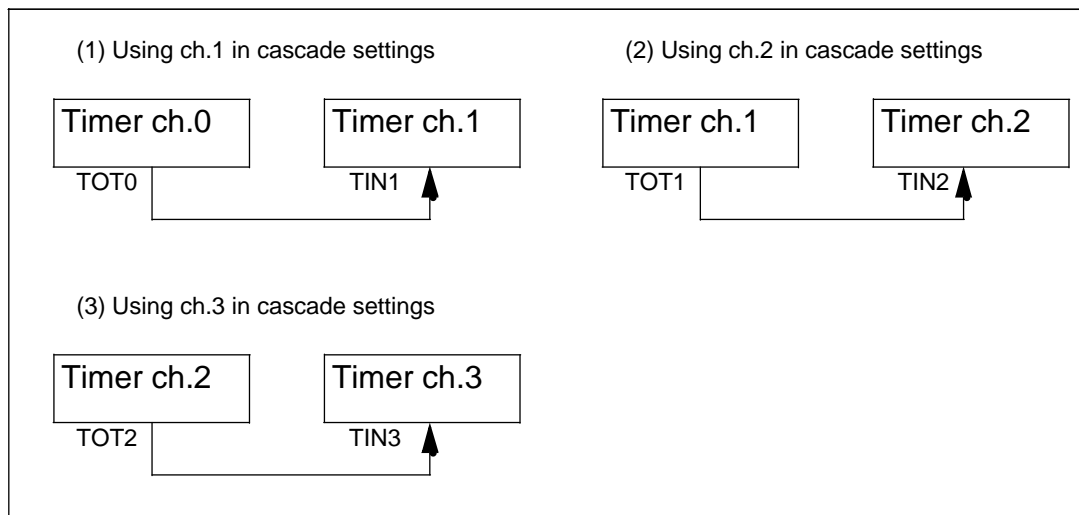 (1) Using ch.1 in cascade settings
Timer ch.0
Timer ch.1
TOT0
TIN1
(2) Using ch.2 in cascade settings
Timer ch.1
Timer ch.2
TOT1
TIN2
(3) Using ch.3 in cascade settings
Timer ch.2
Timer ch.3
TOT2
TIN3